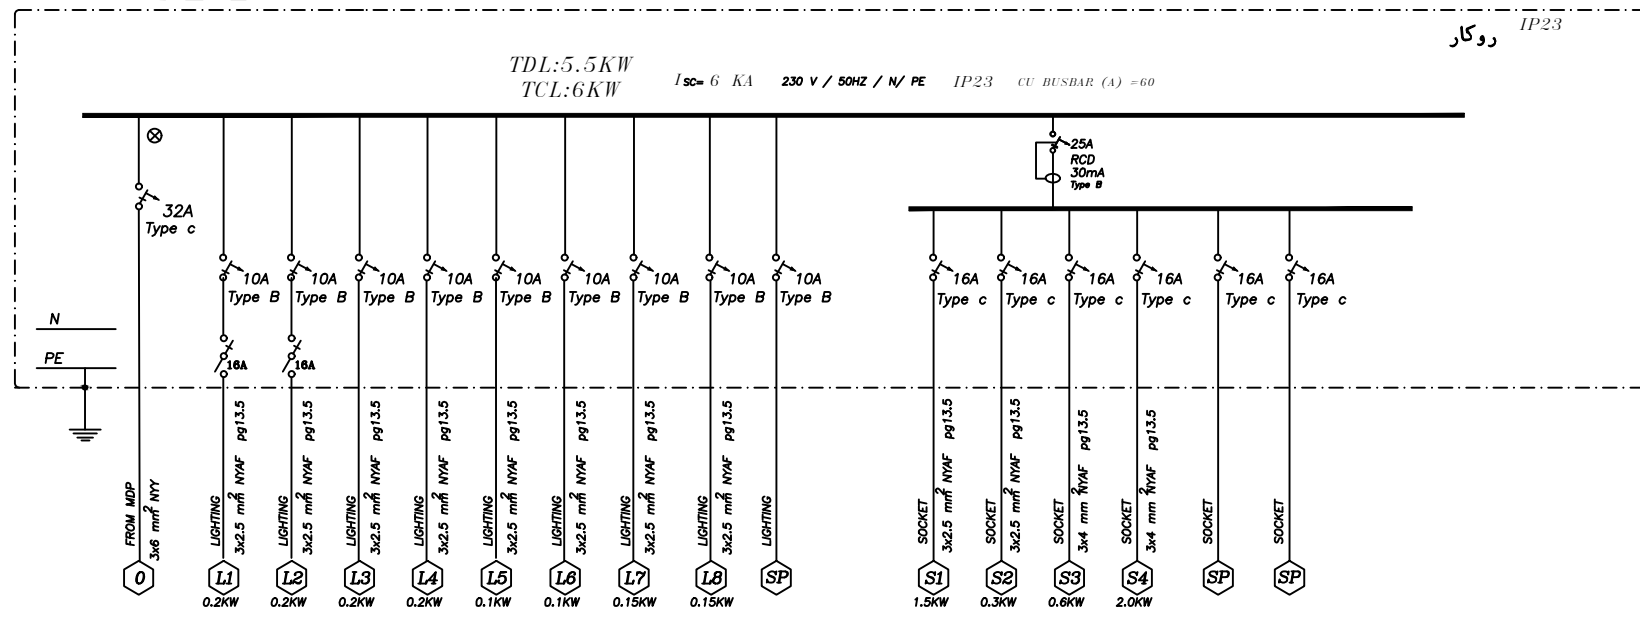 روکار IP23
TDL:5.5KW
TCL:6KW
Isc= 6 KA 230 V / 50HZ / N/ PE IP23 CU BUSBAR (A) =60
25A
RCD
30mA
Type B
32A
Type c
10A
Type B
10A
Type B
10A
Type B
10A
Type B
10A
Type B
10A
Type B
10A
Type B
10A
Type B
10A
Type B
16A
Type c
16A
Type c
16A
Type c
16A
Type c
16A
Type c
16A
Type c
N
PE
16A
16A
FROM MDP
3x6 mm² NYY
LIGHTING
3x2.5 mm² NYAF pg13.5
LIGHTING
3x2.5 mm² NYAF pg13.5
LIGHTING
3x2.5 mm² NYAF pg13.5
LIGHTING
3x2.5 mm² NYAF pg13.5
LIGHTING
3x2.5 mm² NYAF pg13.5
LIGHTING
3x2.5 mm² NYAF pg13.5
LIGHTING
3x2.5 mm² NYAF pg13.5
LIGHTING
3x2.5 mm² NYAF pg13.5
LIGHTING
SOCKET
3x2.5 mm² NYAF pg13.5
SOCKET
3x2.5 mm² NYAF pg13.5
SOCKET
3x4 mm² NYAF pg13.5
SOCKET
3x4 mm² NYAF pg13.5
SOCKET
SOCKET
0 L1 L2 L3 L4 L5 L6 L7 L8 SP S1 S2 S3 S4 SP SP
0.2KW 0.2KW 0.2KW 0.2KW 0.1KW 0.1KW 0.15KW 0.15KW 1.5KW 0.3KW 0.6KW 2.0KW